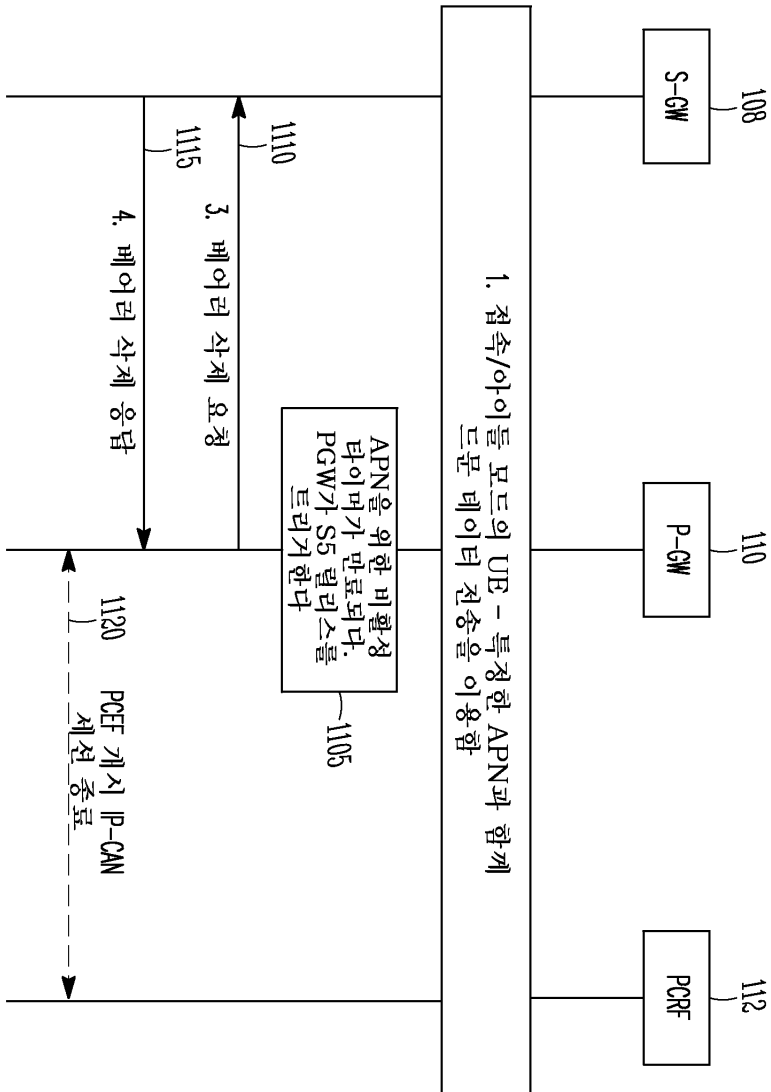 108
S-GW
110
P-GW
112
PCRF
1. 접속/아이들 모드의 UE - 특정한 APN과 함께
드문 데이터 전송을 이용함
APN을 위한 비활성
타이머가 만료되다.
PGW가 S5 릴리스를
트리거한다
1105
1110
3. 베어러 삭제 요청
1115
4. 베어러 삭제 응답
1120
PCEF 개시 IP-CAN
세션 종료